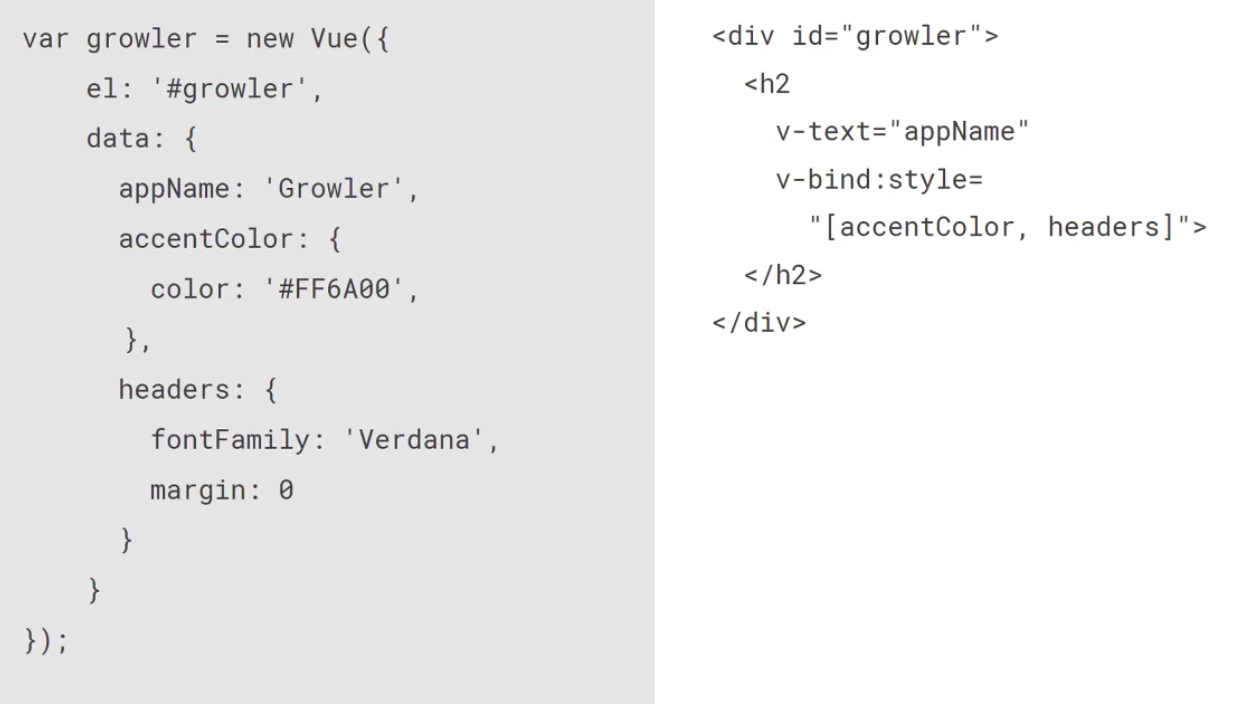 var growler = new Vue({
    el: '#growler',
    data: {
      appName: 'Growler',
      accentColor: {
        color: '#FF6A00',
      },
      headers: {
        fontFamily: 'Verdana',
        margin: 0
      }
    }
});
<div id="growler">
  <h2
    v-text="appName"
    v-bind:style=
      "[accentColor, headers]">
  </h2>
</div>